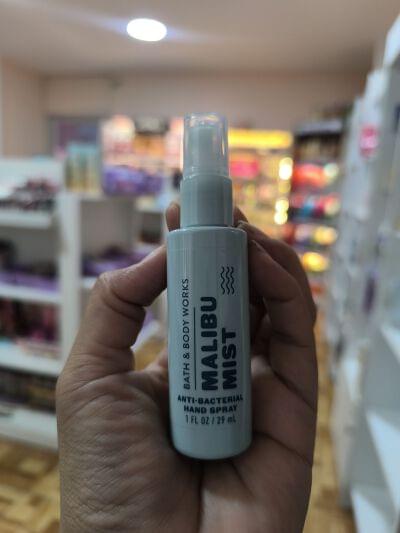 BATH & BODY WORKS
MALIBU
MIST
ANTI-BACTERIAL
HAND SPRAY
1 FL OZ / 29 mL